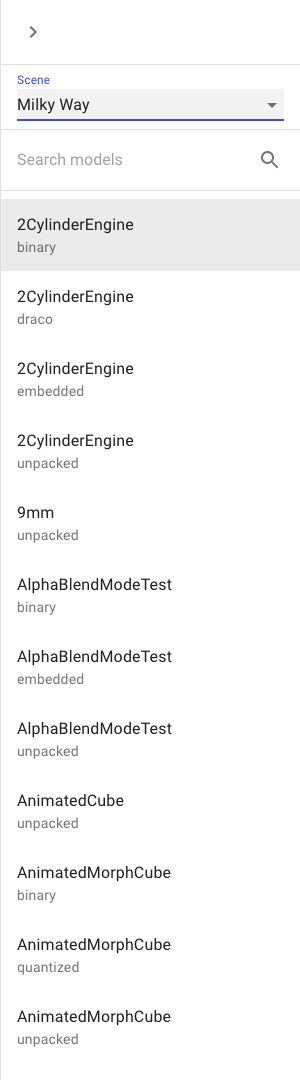 Scene
Milky Way
Search models
2CylinderEngine
binary
2CylinderEngine
draco
2CylinderEngine
embedded
2CylinderEngine
unpacked
9mm
unpacked
AlphaBlendModeTest
binary
AlphaBlendModeTest
embedded
AlphaBlendModeTest
unpacked
AnimatedCube
unpacked
AnimatedMorphCube
binary
AnimatedMorphCube
quantized
AnimatedMorphCube
unpacked